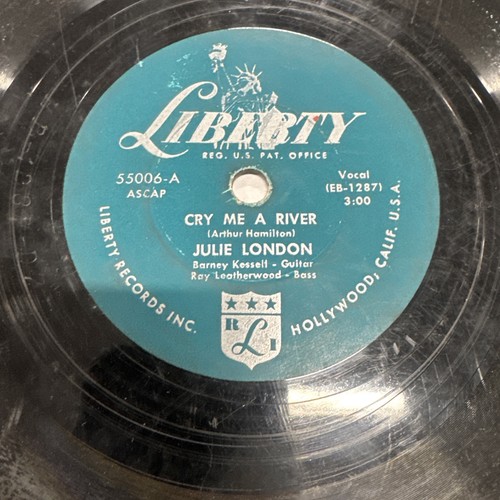 LIBERTY
REG. U.S. PAT. OFFICE
55006-A
ASCAP
Vocal
(EB-1287)
3:00
CRY ME A RIVER
(Arthur Hamilton)
JULIE LONDON
Barney Kessell - Guitar
Ray Leatherwood - Bass
LIBERTY RECORDS INC.
HOLLYWOOD, CALIF. U.S.A.
R L I